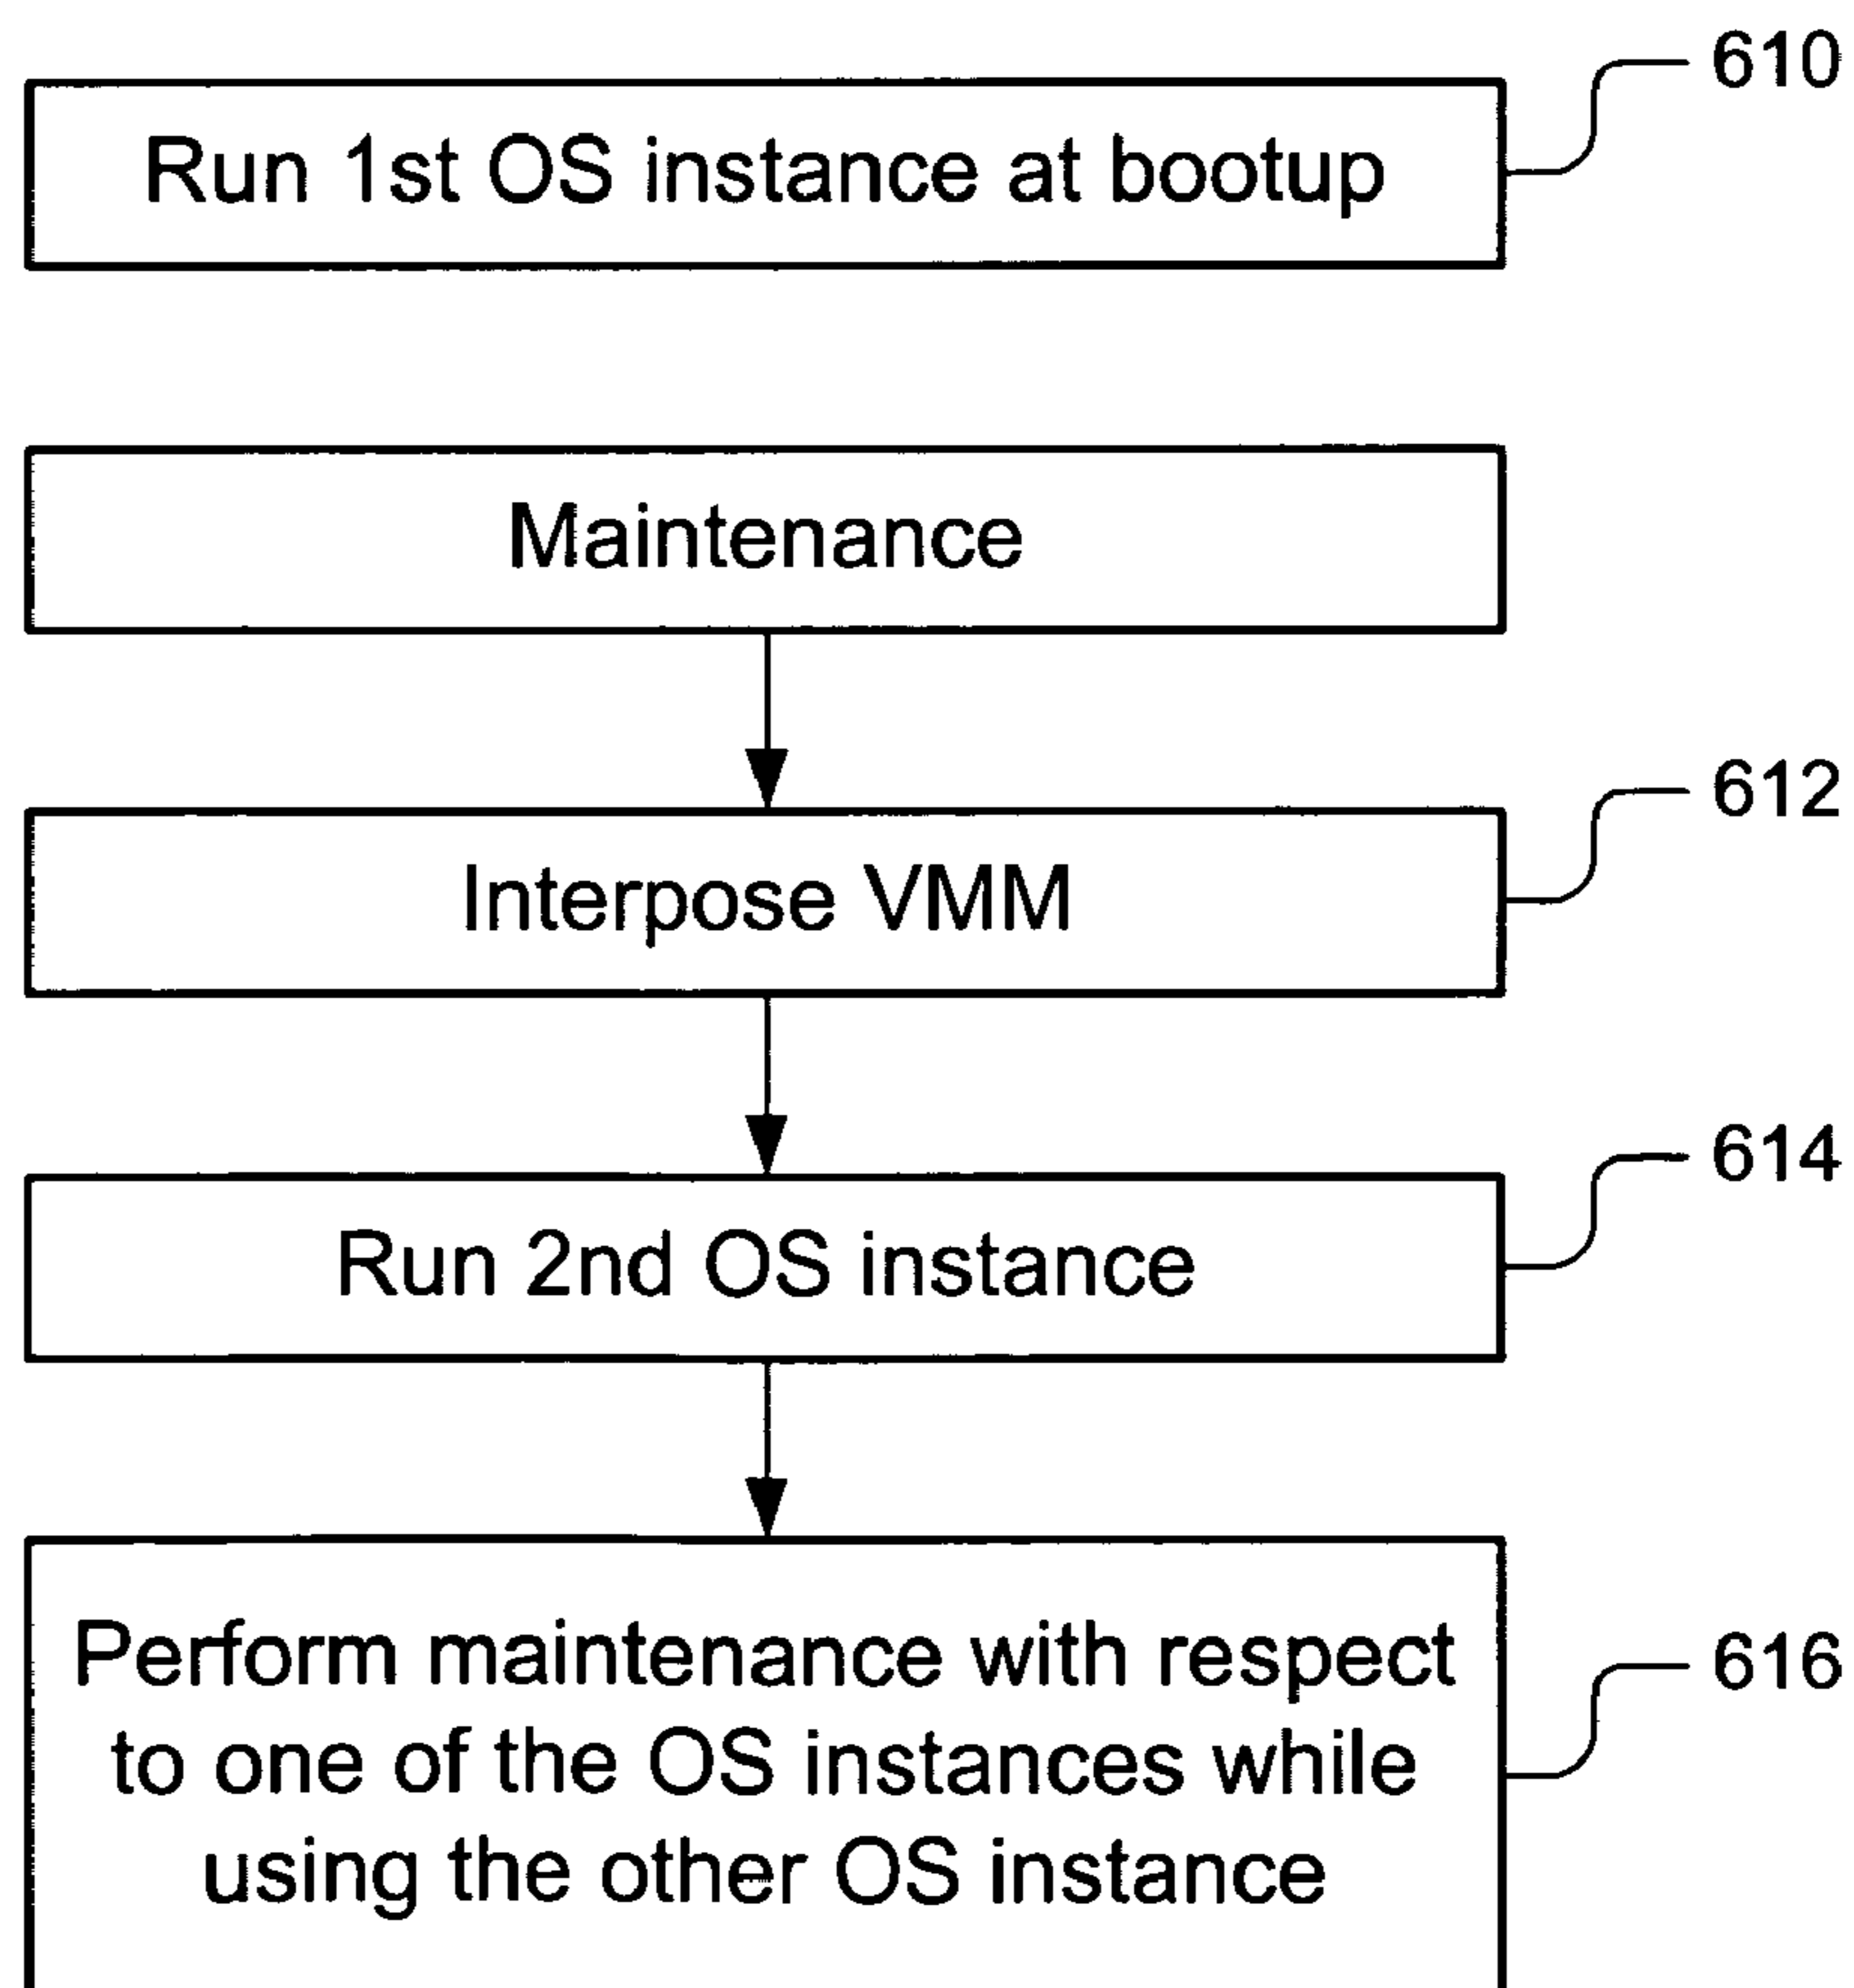 610
Run 1st OS instance at bootup
Maintenance
612
Interpose VMM
614
Run 2nd OS instance
616
Perform maintenance with respect
to one of the OS instances while
using the other OS instance